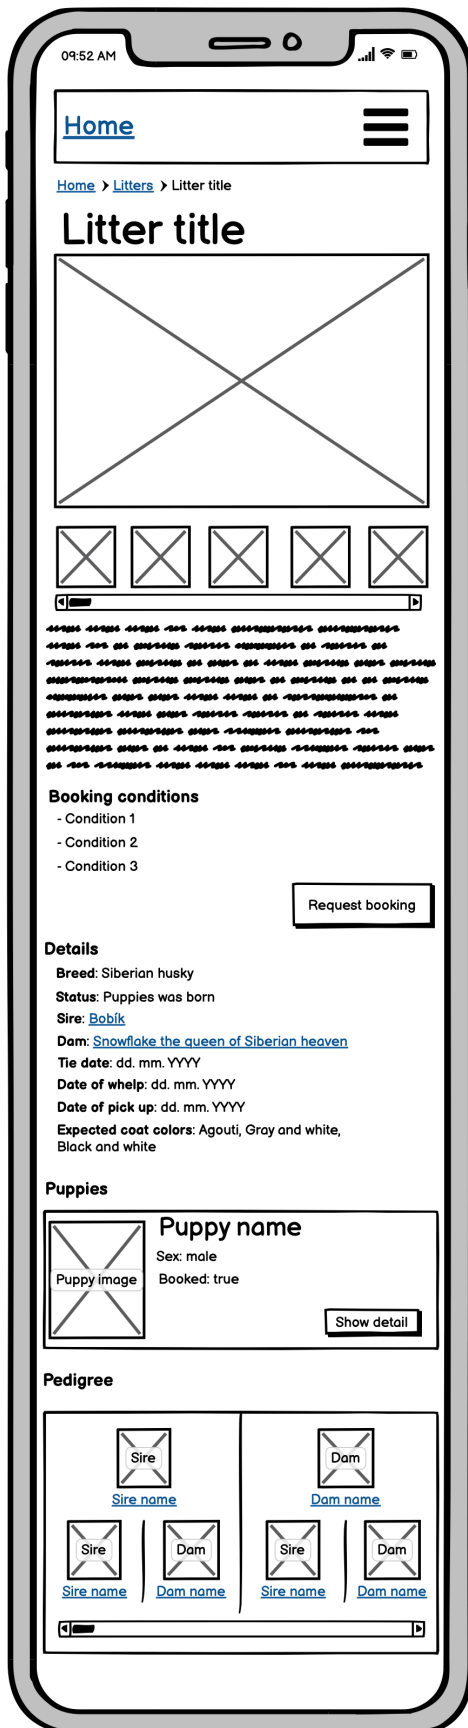 09:52 AM
Home
Home > Litters > Litter title
Litter title
Booking conditions
- Condition 1
- Condition 2
- Condition 3
Request booking
Details
Breed: Siberian husky
Status: Puppies was born
Sire: Bobík
Dam: Snowflake the queen of Siberian heaven
Tie date: dd. mm. YYYY
Date of whelp: dd. mm. YYYY
Date of pick up: dd. mm. YYYY
Expected coat colors: Agouti, Gray and white,
Black and white
Puppies
Puppy name
Sex: male
Puppy image
Booked: true
Show detail
Pedigree
Sire Dam
Sire name Dam name
Sire Dam Sire Dam
Sire name Dam name Sire name Dam name